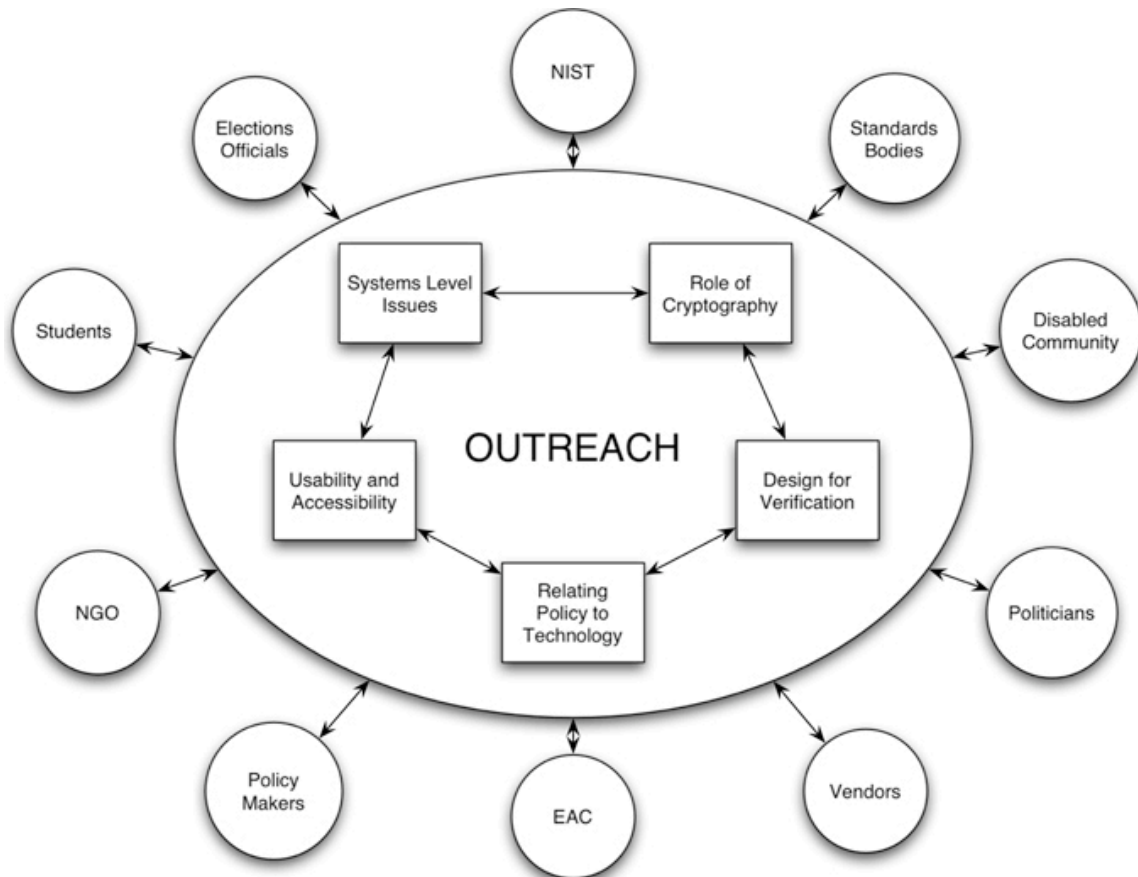 NIST
Elections
Officials
Standards
Bodies
Systems Level
Issues
Role of
Cryptography
Students
Disabled
Community
OUTREACH
Usability and
Accessibility
Design for
Verification
Relating
Policy to
Technology
NGO
Politicians
Policy
Makers
EAC
Vendors